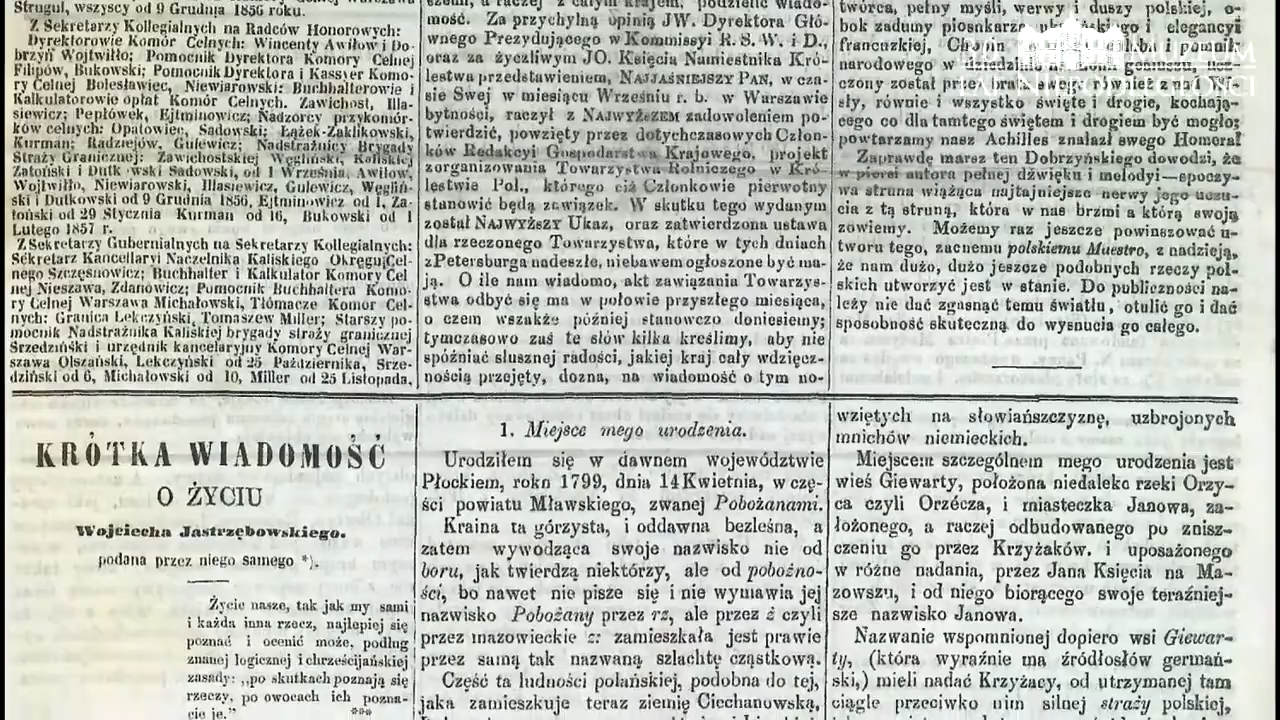 Struguł, wszyscy od 9 Grudnia 1856 roku.
Z Sekretarzy Kollegialnych na Radców Honorowych:
Dyrektorowie Komór Celnych: Wincenty Awiłow i Do-
brzyń Wojtwiłło; Pomocnik Dyrektora Komory Celnej
Filipów, Bukowski; Pomocnik Dyrektora i Kassyer Komo-
ry Celnej Bolesławiec, Niewiarowski: Buchhalterowie i
Kalkulatorowie opłat Komór Celnych. Zawichost, Illa-
siewicz; Pepłówek, Ejtminowicz; Nadzorcy przykomór-
ków celnych: Opatowiec, Sadowski; Łążek-Zaklikowski,
Kurman; Radziejów, Gulewicz; Nadstrażnicy Brygady
Straży Granicznej: Zawichostskiej Węgliński, Kaliskiej
Zatoński i Dutkowski Sadowski, od 1 Września, Awiłow,
Wojtwiłło, Niewiarowski, Illasiewicz, Gulewicz, Węgliń-
ski i Dutkowski od 9 Grudnia 1856, Ejtminowicz od 1, Za-
toński od 29 Stycznia Kurman od 16, Bukowski od 1
Lutego 1857 r.
Z Sekretarzy Gubernialnych na Sekretarzy Kollegialnych:
Sekretarz Kancellaryi Naczelnika Kaliskiego Okręgu Cel-
nego Szczęsnowicz; Buchhalter i Kalkulator Komory Cel
nej Nieszawa, Zdanowicz; Pomocnik Buchhaltera Komo-
ry Celnej Warszawa Michałowski, Tłómacze Komor Cel-
nych: Granica Lekczyński, Tomaszew Miller; Starszy po-
mocnik Nadstrażnika Kaliskiej brygady straży granicznej
Srzedziński i urzędnik kancelaryjny Komory Celnej War-
szawa Olszański, Lekczyński od 25 Października, Srze-
dziński od 6, Michałowski od 10, Miller od 25 Listopada.
KRÓTKA WIADOMOŚĆ
O ŻYCIU
Wojciecha Jastrzębowskiego.
podana przez niego samego *).
Życie nasze, tak jak my sami
i każda inna rzecz, najlepiej się
poznać i ocenić może, podług
znanej logicznej i chrześcijańskiej
zasady: „po skutkach poznają się
rzeczy, po owocach ich pozna-
cie je.” ***
mość. Za przychylną opinią JW. Dyrektora Głó-
wnego Prezydującego w Kommissyi R. S. W. i D.,
oraz za życzliwym JO. Księcia Namiestnika Kró-
lestwa przedstawieniem, NAJJAŚNIEJSZY PAN, w cza-
sie Swej w miesiącu Wrześniu r. b. w Warszawie
bytności, raczył z NAJWYŻSZEM zadowoleniem po-
twierdzić, powzięty przez dotychczasowych Człon-
ków Redakcyi Gospodarstwa Krajowego, projekt
zorganizowania Towarzystwa Rolniczego w Kró-
lestwie Pol., którego ciż Członkowie pierwotny
stanowić będą zawiązek. W skutku tego wydanym
został NAJWYŻSZY Ukaz, oraz zatwierdzona ustawa
dla rzeczonego Towarzystwa, które w tych dniach
z Petersburga nadeszłe, niebawem ogłoszone być ma-
ją. O ile nam wiadomo, akt zawiązania Towarzys-
stwa odbyć się ma w połowie przyszłego miesiąca,
o czem wszakże później stanowczo doniesiemy;
tymczasowo zaś te słów kilka kreślimy, aby nie
spóźniać słusznej radości, jakiej kraj cały wdzięcz-
nością przejęty, dozna, na wiadomość o tym no-
1. Miejsce mego urodzenia.
Urodziłem się w dawnem województwie
Płockiem, roku 1799, dnia 14 Kwietnia, w czę-
ści powiatu Mławskiego, zwanej Pobożanami.
Kraina ta górzysta, i oddawna bezleśna, a
zatem wywodząca swoje nazwisko nie od
boru, jak twierdzą niektórzy, ale od pobożno-
ści, bo nawet nie pisze się i nie wymawia jej
nazwisko Pobożany przez rz, ale przez ż czyli
przez mazowieckie z: zamieszkała jest prawie
przez samą tak nazwaną szlachtę cząstkową.
Część ta ludności polańskiej, podobna do tej,
jaka zamieszkuje teraz ziemię Ciechanowską,
twórca, pełny myśli, werwy i duszy polskiej, o-
bok zadumy piosnkarze i elegancyi
francuzkiej,
narodowego
czony został
sły, równie i wszystko święte i drogie, kochają-
cego co dla tamtego świętem i drogiem być mogło;
powtarzamy nasz Achilles znalazł swego Homera!
Zaprawdę marsz ten Dobrzyńskiego dowodzi, że
w piersi autora pełnej dźwięku i melodyi—spoczy-
wa struna wiążąca najtajniejsze nerwy jego uczu-
cia z tą struną, która w nas brzmi a którą swoją
zowiemy. Możemy raz jeszcze powinszować u-
tworu tego, zacnemu polskiemu Maestro, z nadzieją,
że nam dużo, dużo jeszcze podobnych rzeczy pol-
skich utworzyć jest w stanie. Do publiczności na-
leży nie dać zgasnąć temu światłu, otulić go i dać
sposobność skuteczną do wysnucia go całego.
wziętych na słowiańszczyznę, uzbrojonych
mnichów niemieckich.
Miejscem szczególnem mego urodzenia jest
wieś Giewarty, położona niedaleko rzeki Orzy-
ca czyli Orzécza, i miasteczka Janowa, za-
łożonego, a raczej odbudowanego po znisz-
czeniu go przez Krzyżaków. i uposażonego
w różne nadania, przez Jana Księcia na Ma-
zowszu, i od niego biorącego swoje teraźniej-
sze nazwisko Janowa.
Nazwanie wspomnionej dopiero wsi Giewar-
ty, (która wyraźnie ma źródłosłów germań-
ski,) mieli nadać Krzyżacy, od utrzymanej tam
ciągle przeciwko nim silnej straży polskiej,